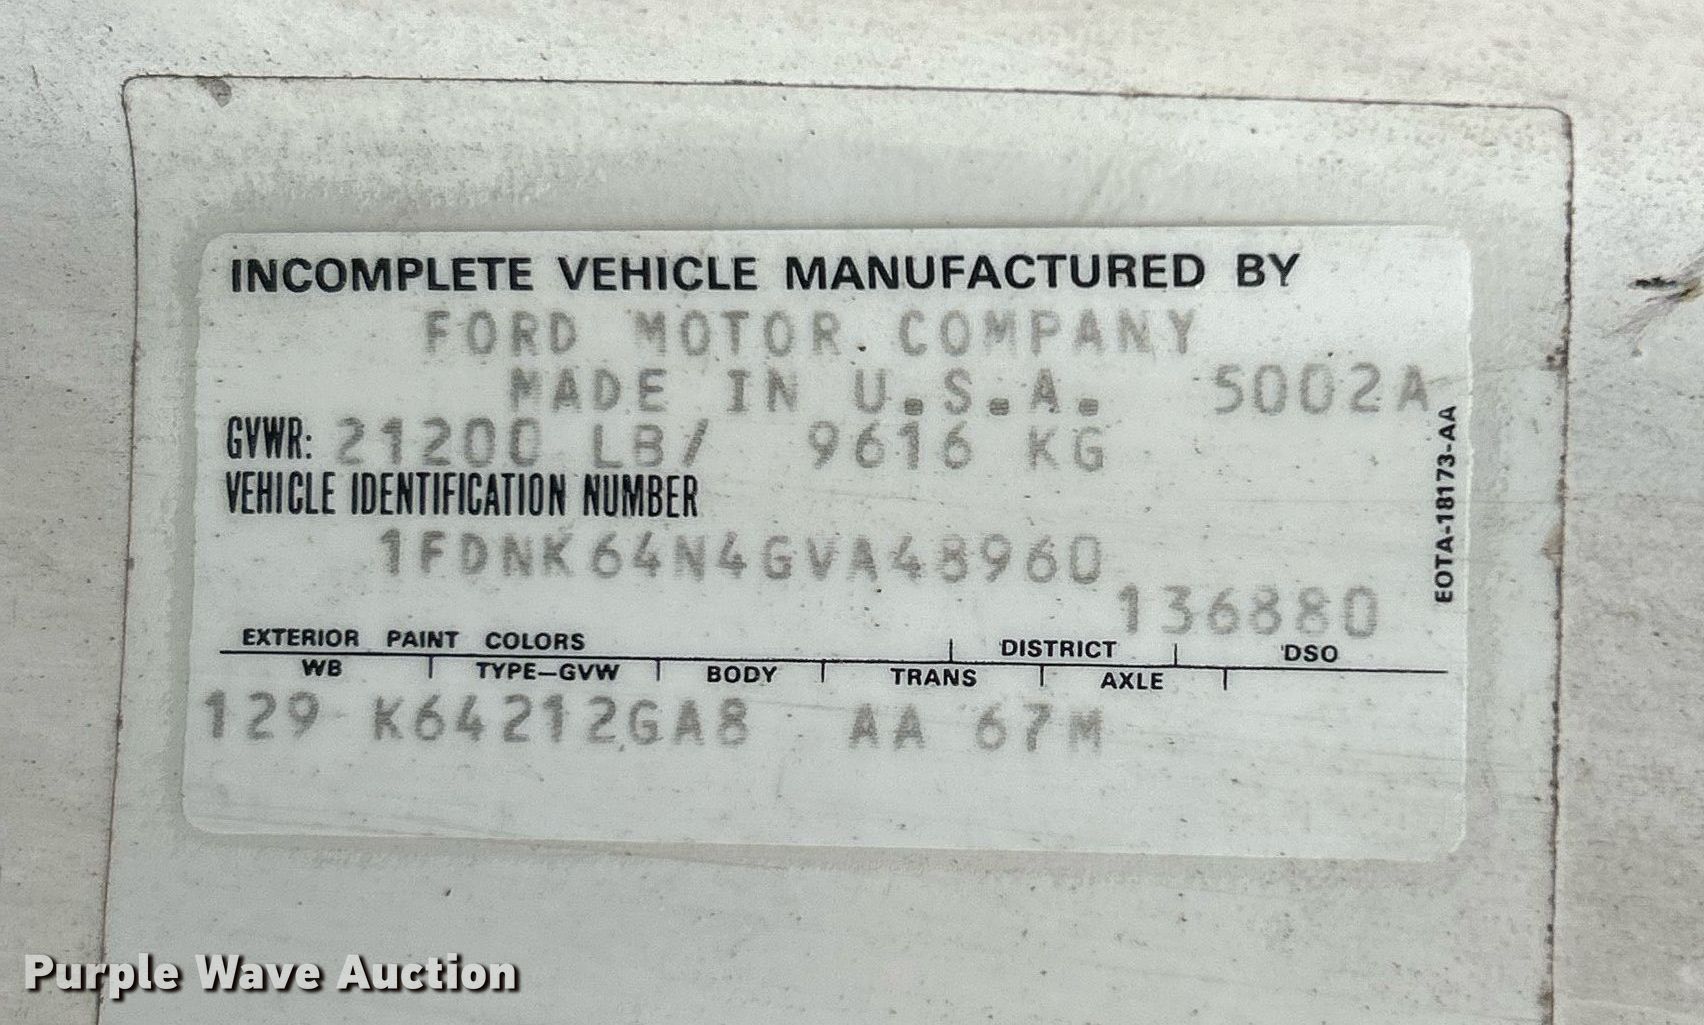 INCOMPLETE VEHICLE MANUFACTURED BY
FORD MOTOR COMPANY
MADE IN U.S.A. 5002A
GVWR: 21200 LB/ 9616 KG
VEHICLE IDENTIFICATION NUMBER
1FDNK64N4GVA48960
136880
EXTERIOR PAINT COLORS DISTRICT DSO
WB TYPE-GVW BODY TRANS AXLE
129 K64212GA8 AA 67M
EOTA-18173-AA
Purple Wave Auction